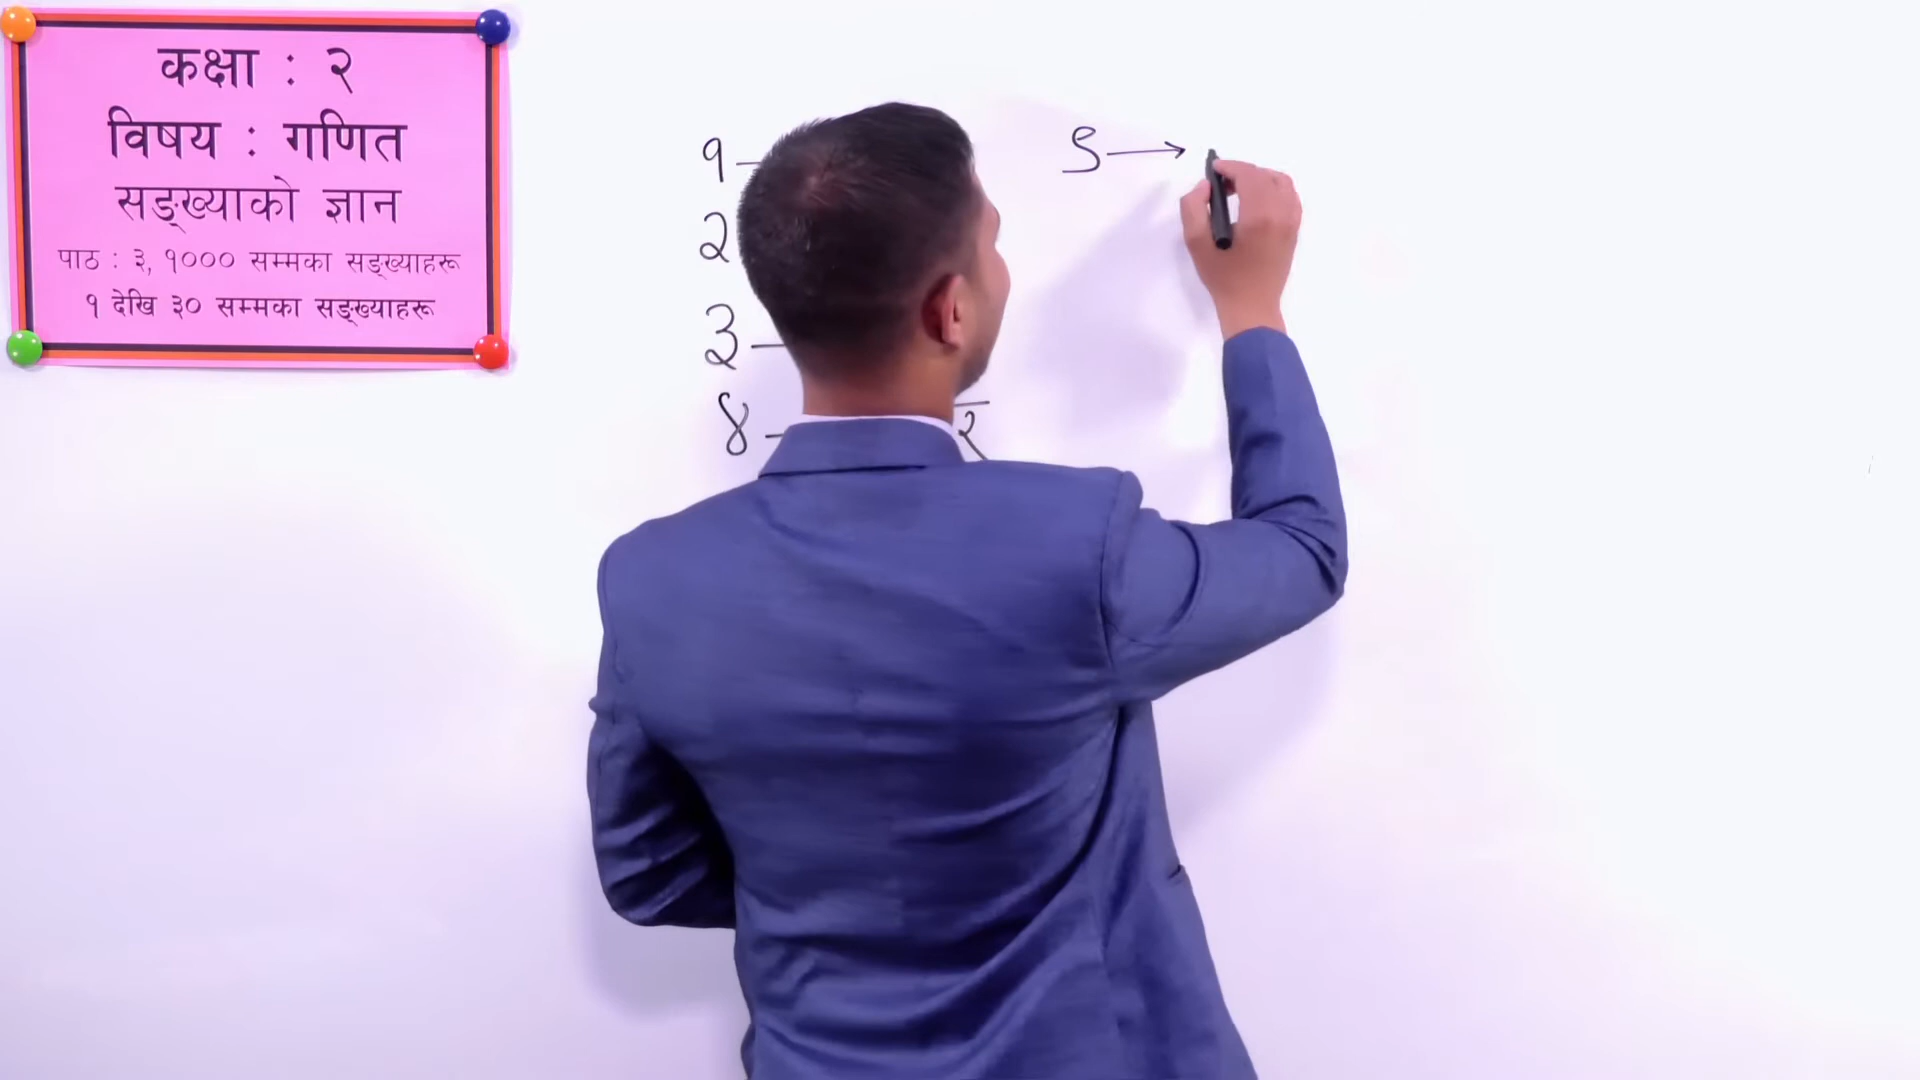 कक्षा : २
विषय : गणित
सङ्ख्याको ज्ञान
पाठ : ३, १००० सम्मका सङ्ख्याहरू
१ देखि ३० सम्मका सङ्ख्याहरू
१ –
२
३ –
४ –
५ →